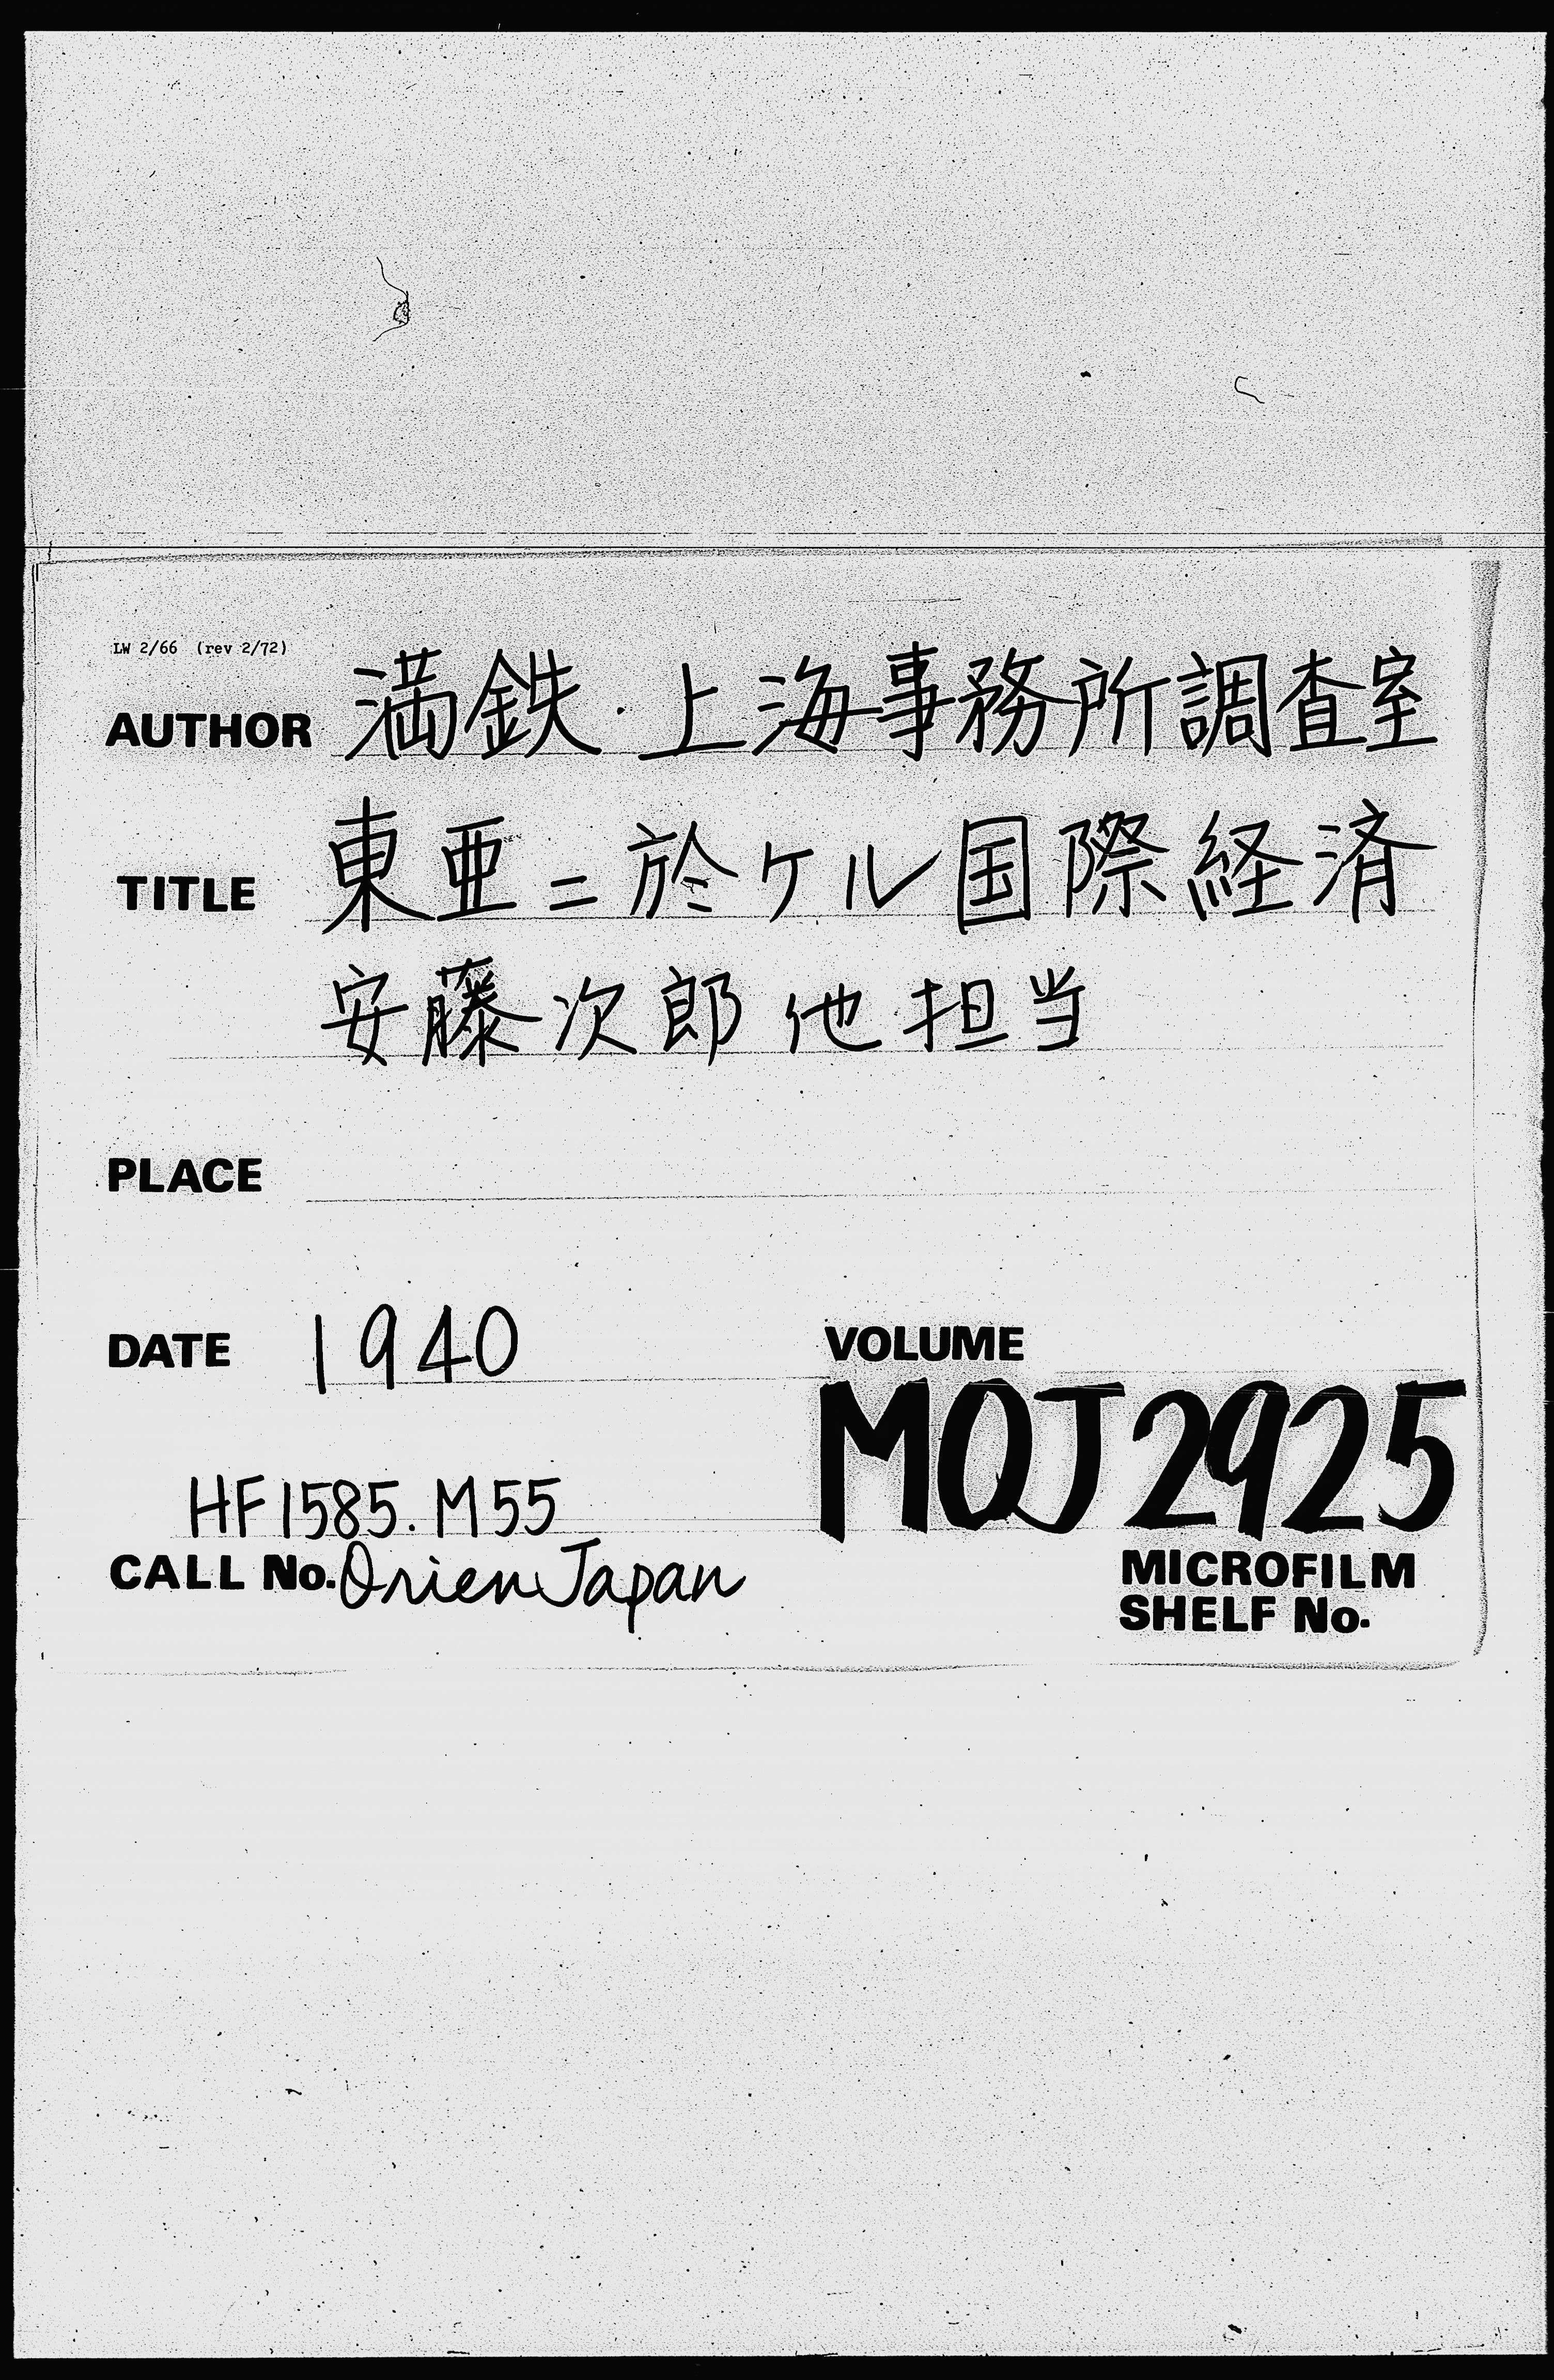 LW 2/66 (rev 2/72)
AUTHOR 満鉄・上海事務所調査室
TITLE 東亜ニ於ケル国際経済
安藤次郎他担当
PLACE
DATE 1940
VOLUME
MOJ 2925
HF1585.M55
CALL No. Orien Japan
MICROFILM
SHELF No.